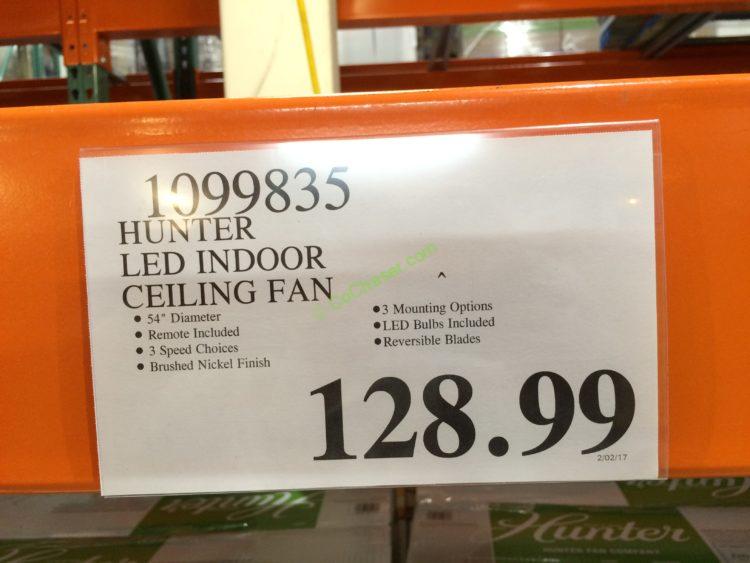 1099835
HUNTER
LED INDOOR
CEILING FAN
• 54" Diameter
• Remote Included
• 3 Speed Choices
• Brushed Nickel Finish
• 3 Mounting Options
• LED Bulbs Included
• Reversible Blades
128.99
2/02/17
CoChaser.com
Hunter
Hunter
HUNTER FAN COMPANY